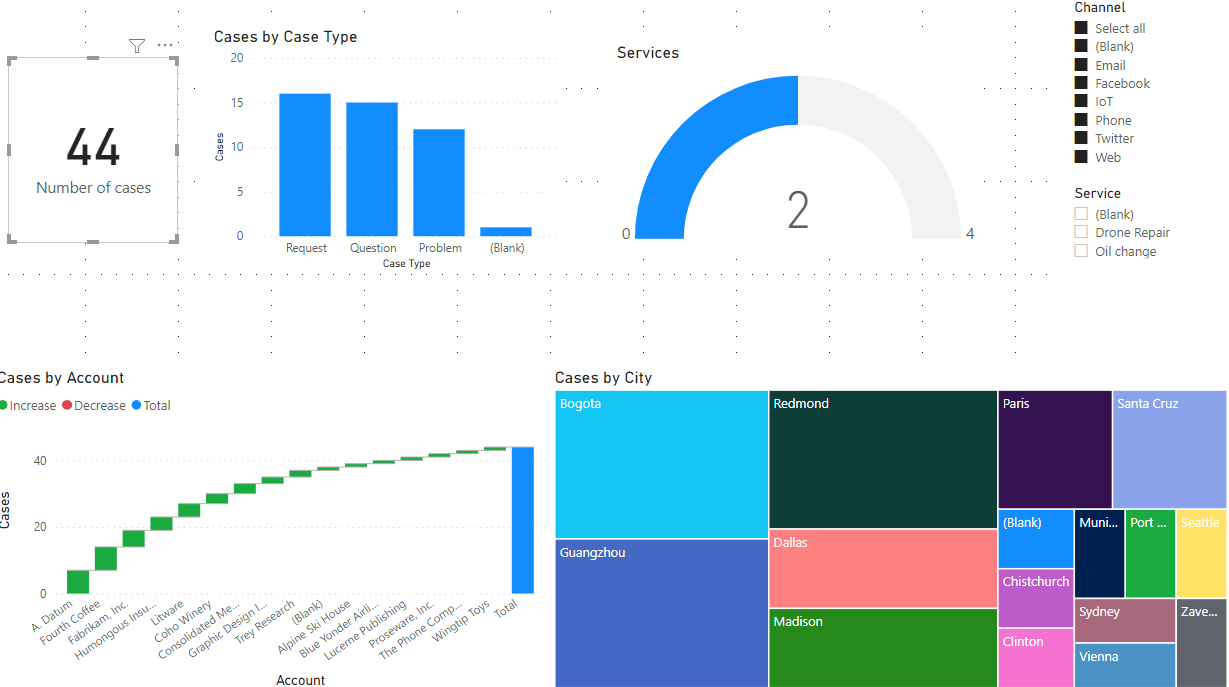 Channel
Select all
(Blank)
Email
Facebook
IoT
Phone
Twitter
Web
Service
(Blank)
Drone Repair
Oil change
44
Number of cases
Cases by Case Type
Cases
20
15
10
5
0
Request Question Problem (Blank)
Case Type
Services
0
2
4
Cases by Account
Increase Decrease Total
Cases
40
20
0
A. Datum
Fourth Coffee
Fabrikam, Inc.
Humongous Insu...
Litware
Coho Winery
Consolidated Me...
Graphic Design I...
Trey Research
(Blank)
Alpine Ski House
Blue Yonder Airli...
Lucerne Publishing
Proseware, Inc.
The Phone Comp...
Wingtip Toys
Total
Account
Cases by City
Bogota
Guangzhou
Redmond
Dallas
Madison
Paris
Santa Cruz
(Blank)
Chistchurch
Clinton
Muni...
Port ...
Seattle
Sydney
Vienna
Zave...